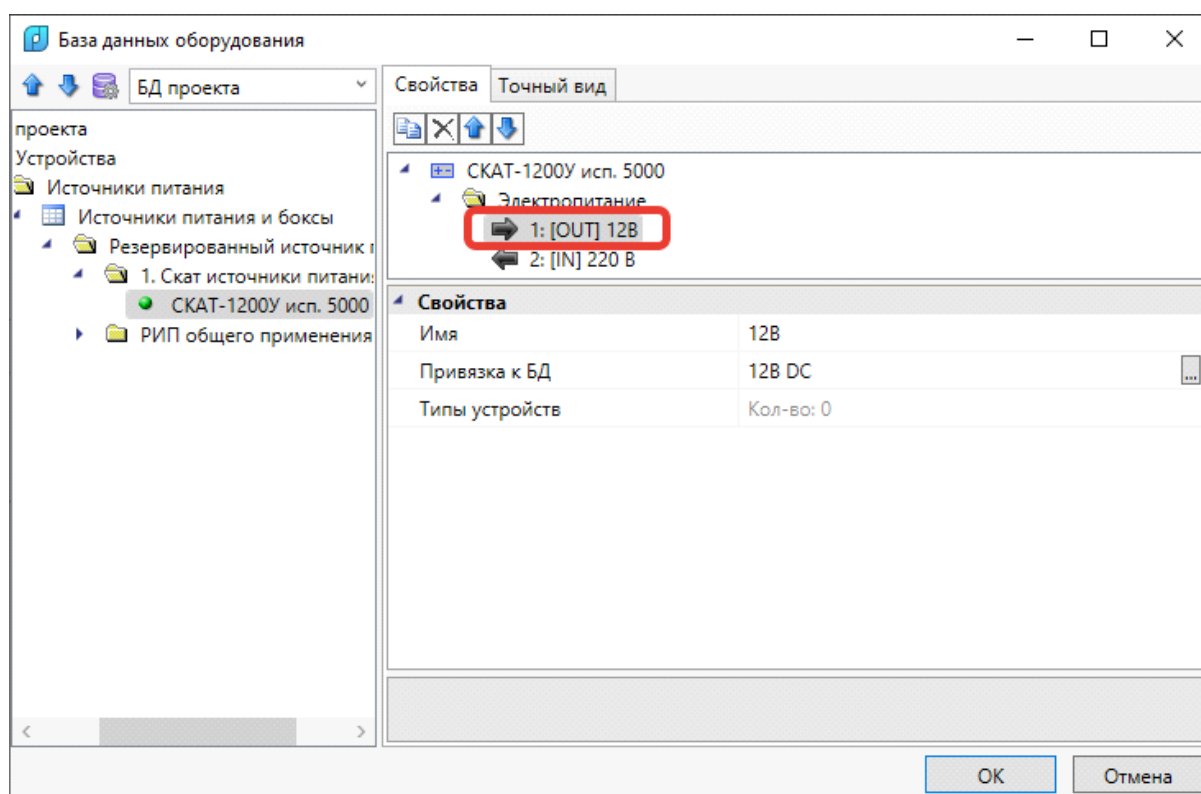 База данных оборудования
БД проекта
проекта
Устройства
Источники питания
Источники питания и боксы
Резервированный источник г
1. Скат источники питани:
СКАТ-1200У исп. 5000
РИП общего применения
Свойства Точный вид
СКАТ-1200У исп. 5000
Электропитание
1: [OUT] 12В
2: [IN] 220 В
Свойства
Имя 12В
Привязка к БД 12В DC ...
Типы устройств Кол-во: 0
OK Отмена